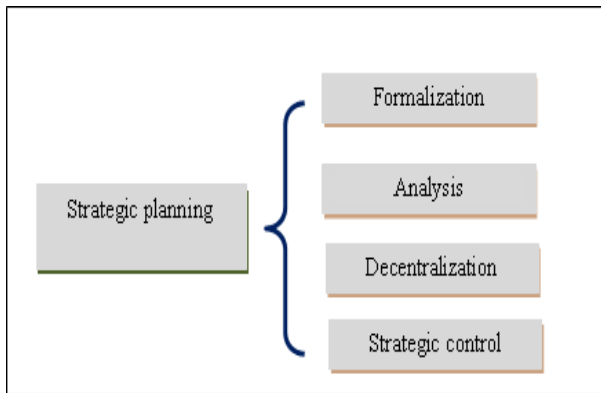 Formalization
Analysis
Strategic planning
Decentralization
Strategic control